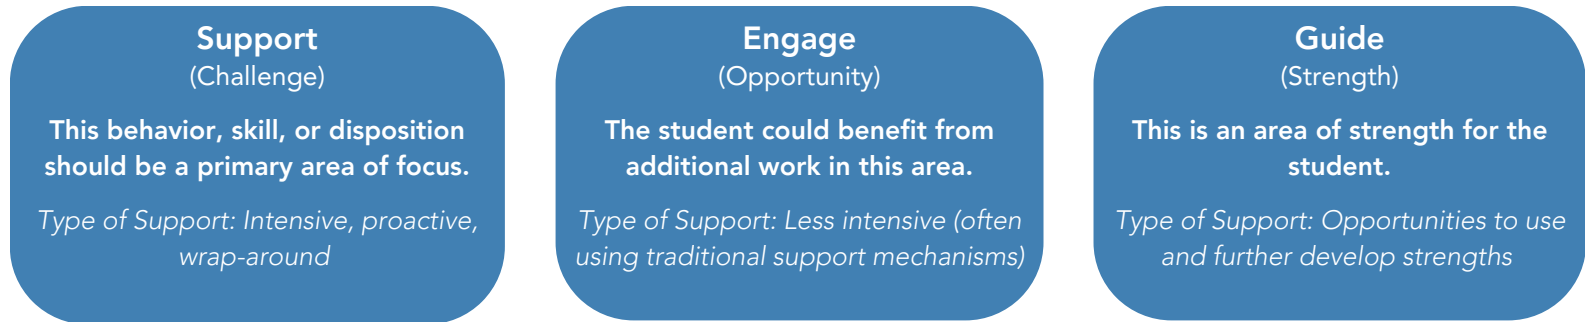 Support
(Challenge)
This behavior, skill, or disposition
should be a primary area of focus.
Type of Support: Intensive, proactive,
wrap-around
Engage
(Opportunity)
The student could benefit from
additional work in this area.
Type of Support: Less intensive (often
using traditional support mechanisms)
Guide
(Strength)
This is an area of strength for the
student.
Type of Support: Opportunities to use
and further develop strengths